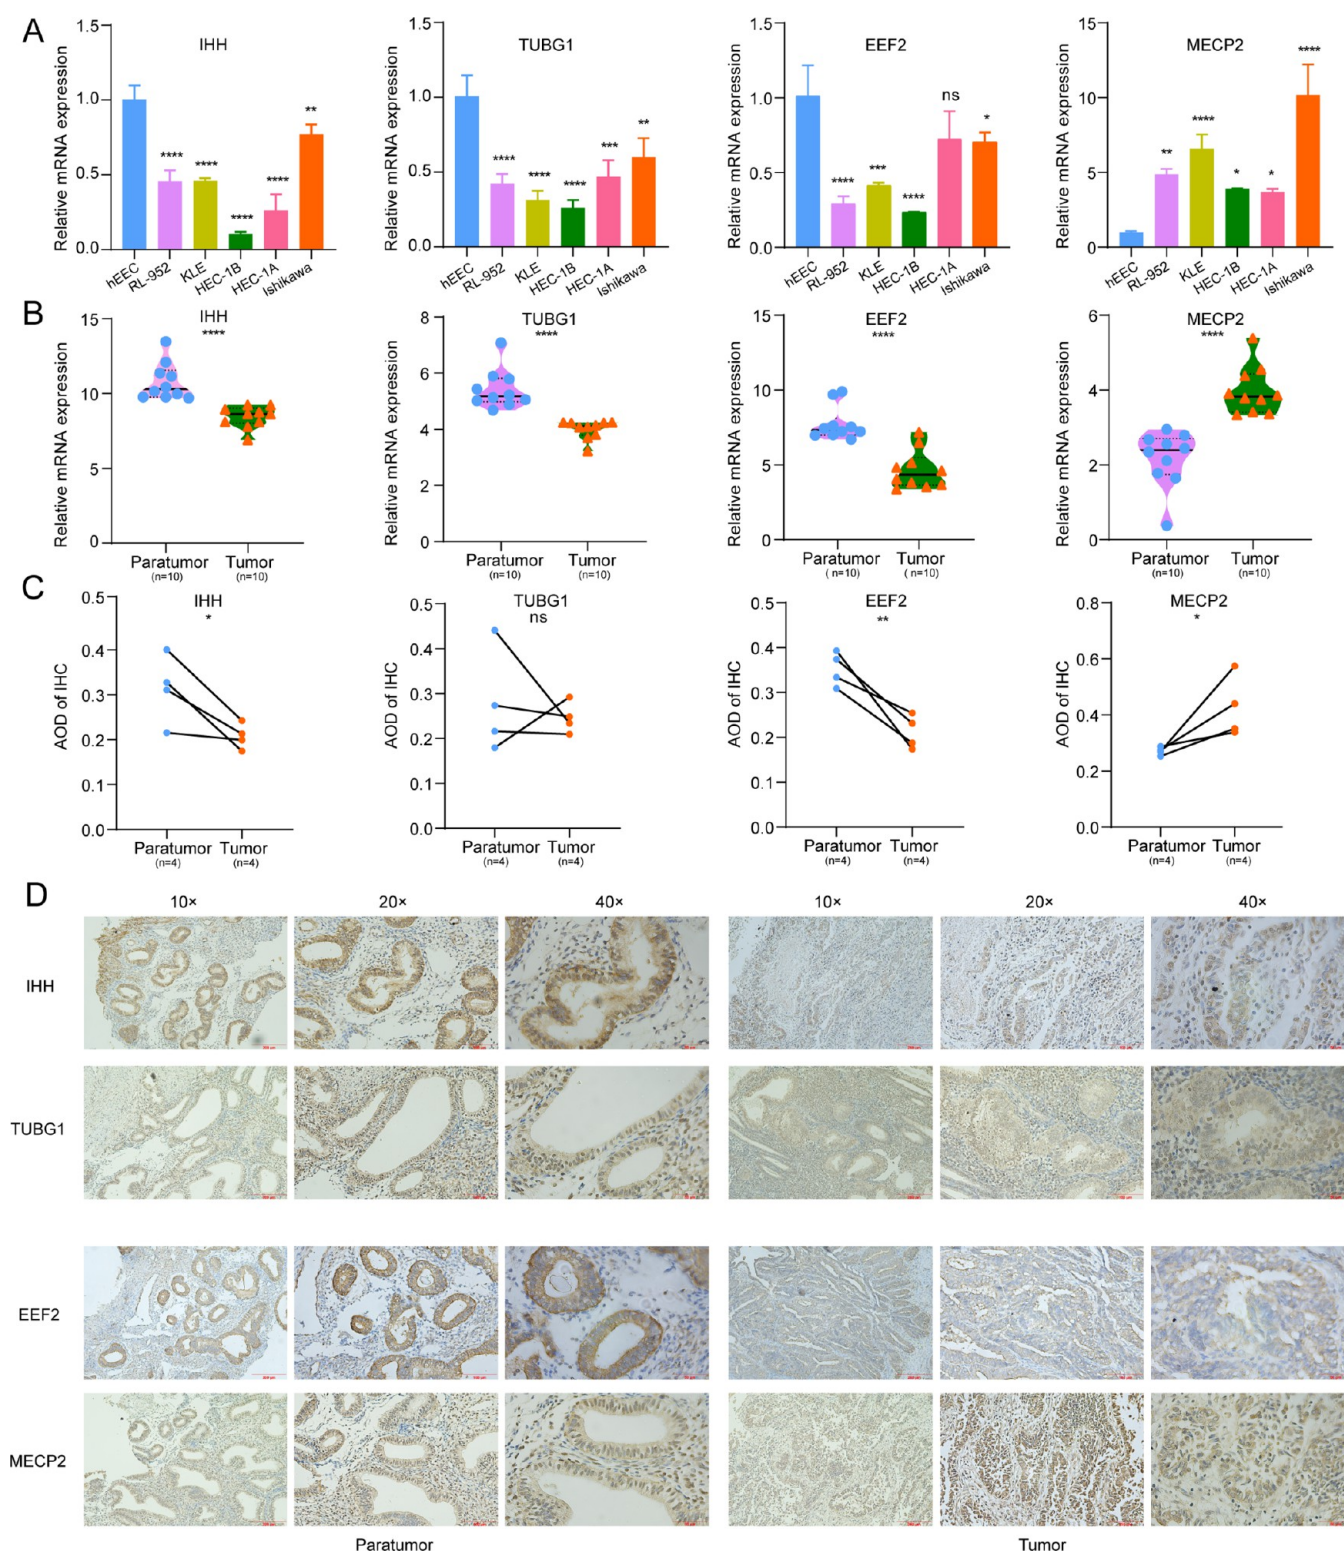 A
IHH
TUBG1
EEF2
MECP2
Relative mRNA expression
1.5
1.0
0.5
0.0
**** **** **** **** **
hEEC RL-952 KLE HEC-1B HEC-1A Ishikawa
Relative mRNA expression
1.5
1.0
0.5
0.0
**** **** **** *** **
hEEC RL-952 KLE HEC-1B HEC-1A Ishikawa
Relative mRNA expression
1.5
1.0
0.5
0.0
**** *** **** ns *
hEEC RL-952 KLE HEC-1B HEC-1A Ishikawa
Relative mRNA expression
15
10
5
0
** **** * * ****
hEEC RL-952 KLE HEC-1B HEC-1A Ishikawa
B
IHH
****
Relative mRNA expression
15
10
5
0
Paratumor Tumor
(n=10) (n=10)
TUBG1
****
Relative mRNA expression
8
6
4
2
0
Paratumor Tumor
(n=10) (n=10)
EEF2
****
Relative mRNA expression
15
10
5
0
Paratumor Tumor
( n=10) ( n=10)
MECP2
****
Relative mRNA expression
6
4
2
0
Paratumor Tumor
(n=10) (n=10)
C
IHH
*
AOD of IHC
0.5
0.4
0.3
0.2
0.1
0.0
Paratumor Tumor
(n=4) (n=4)
TUBG1
ns
AOD of IHC
0.5
0.4
0.3
0.2
0.1
0.0
Paratumor Tumor
(n=4) (n=4)
EEF2
**
AOD of IHC
0.5
0.4
0.3
0.2
0.1
0.0
Paratumor Tumor
(n=4) (n=4)
MECP2
*
AOD of IHC
0.8
0.6
0.4
0.2
0.0
Paratumor Tumor
(n=4) (n=4)
D
10× 20× 40× 10× 20× 40×
IHH
TUBG1
EEF2
MECP2
Paratumor Tumor